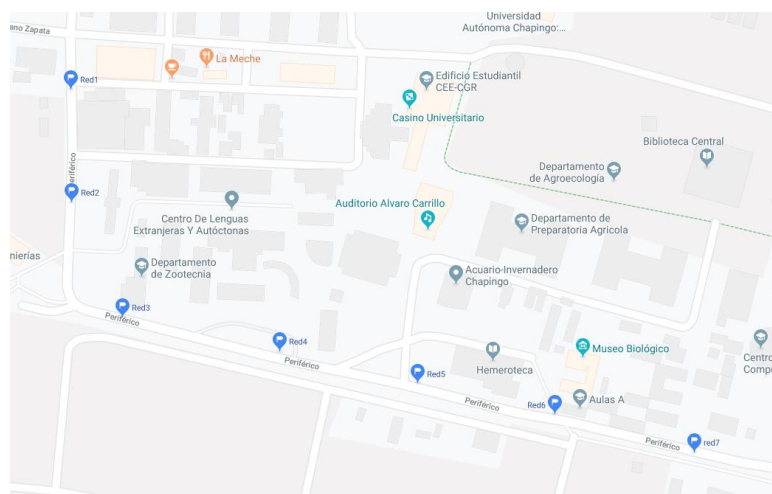 Universidad
Autónoma Chapingo:...
ano Zapata
La Meche
Red1
Edificio Estudiantil
CEE-CGR
Casino Universitario
Biblioteca Central
Periférico
Departamento
de Agroecología
Red2
Auditorio Alvaro Carrillo
Centro De Lenguas
Extranjeras Y Autóctonas
Departamento de
Preparatoria Agricola
nierías
Departamento
de Zootecnia
Acuario-Invernadero
Chapingo
Red3
Periférico
Red4
Museo Biológico
Periférico
Centro
Compu
Hemeroteca
Red5
Aulas A
Periférico
Red6
Periférico
red7